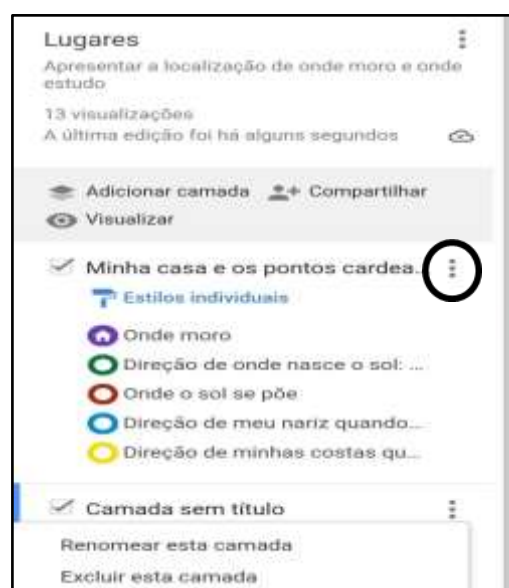 Lugares
Apresentar a localização de onde moro e onde
estudo
13 visualizações
A última edição foi há alguns segundos
Adicionar camada Compartilhar
Visualizar
Minha casa e os pontos cardea...
Estilos individuais
Onde moro
Direção de onde nasce o sol: ...
Onde o sol se põe
Direção de meu nariz quando...
Direção de minhas costas qu...
Camada sem título
Renomear esta camada
Excluir esta camada